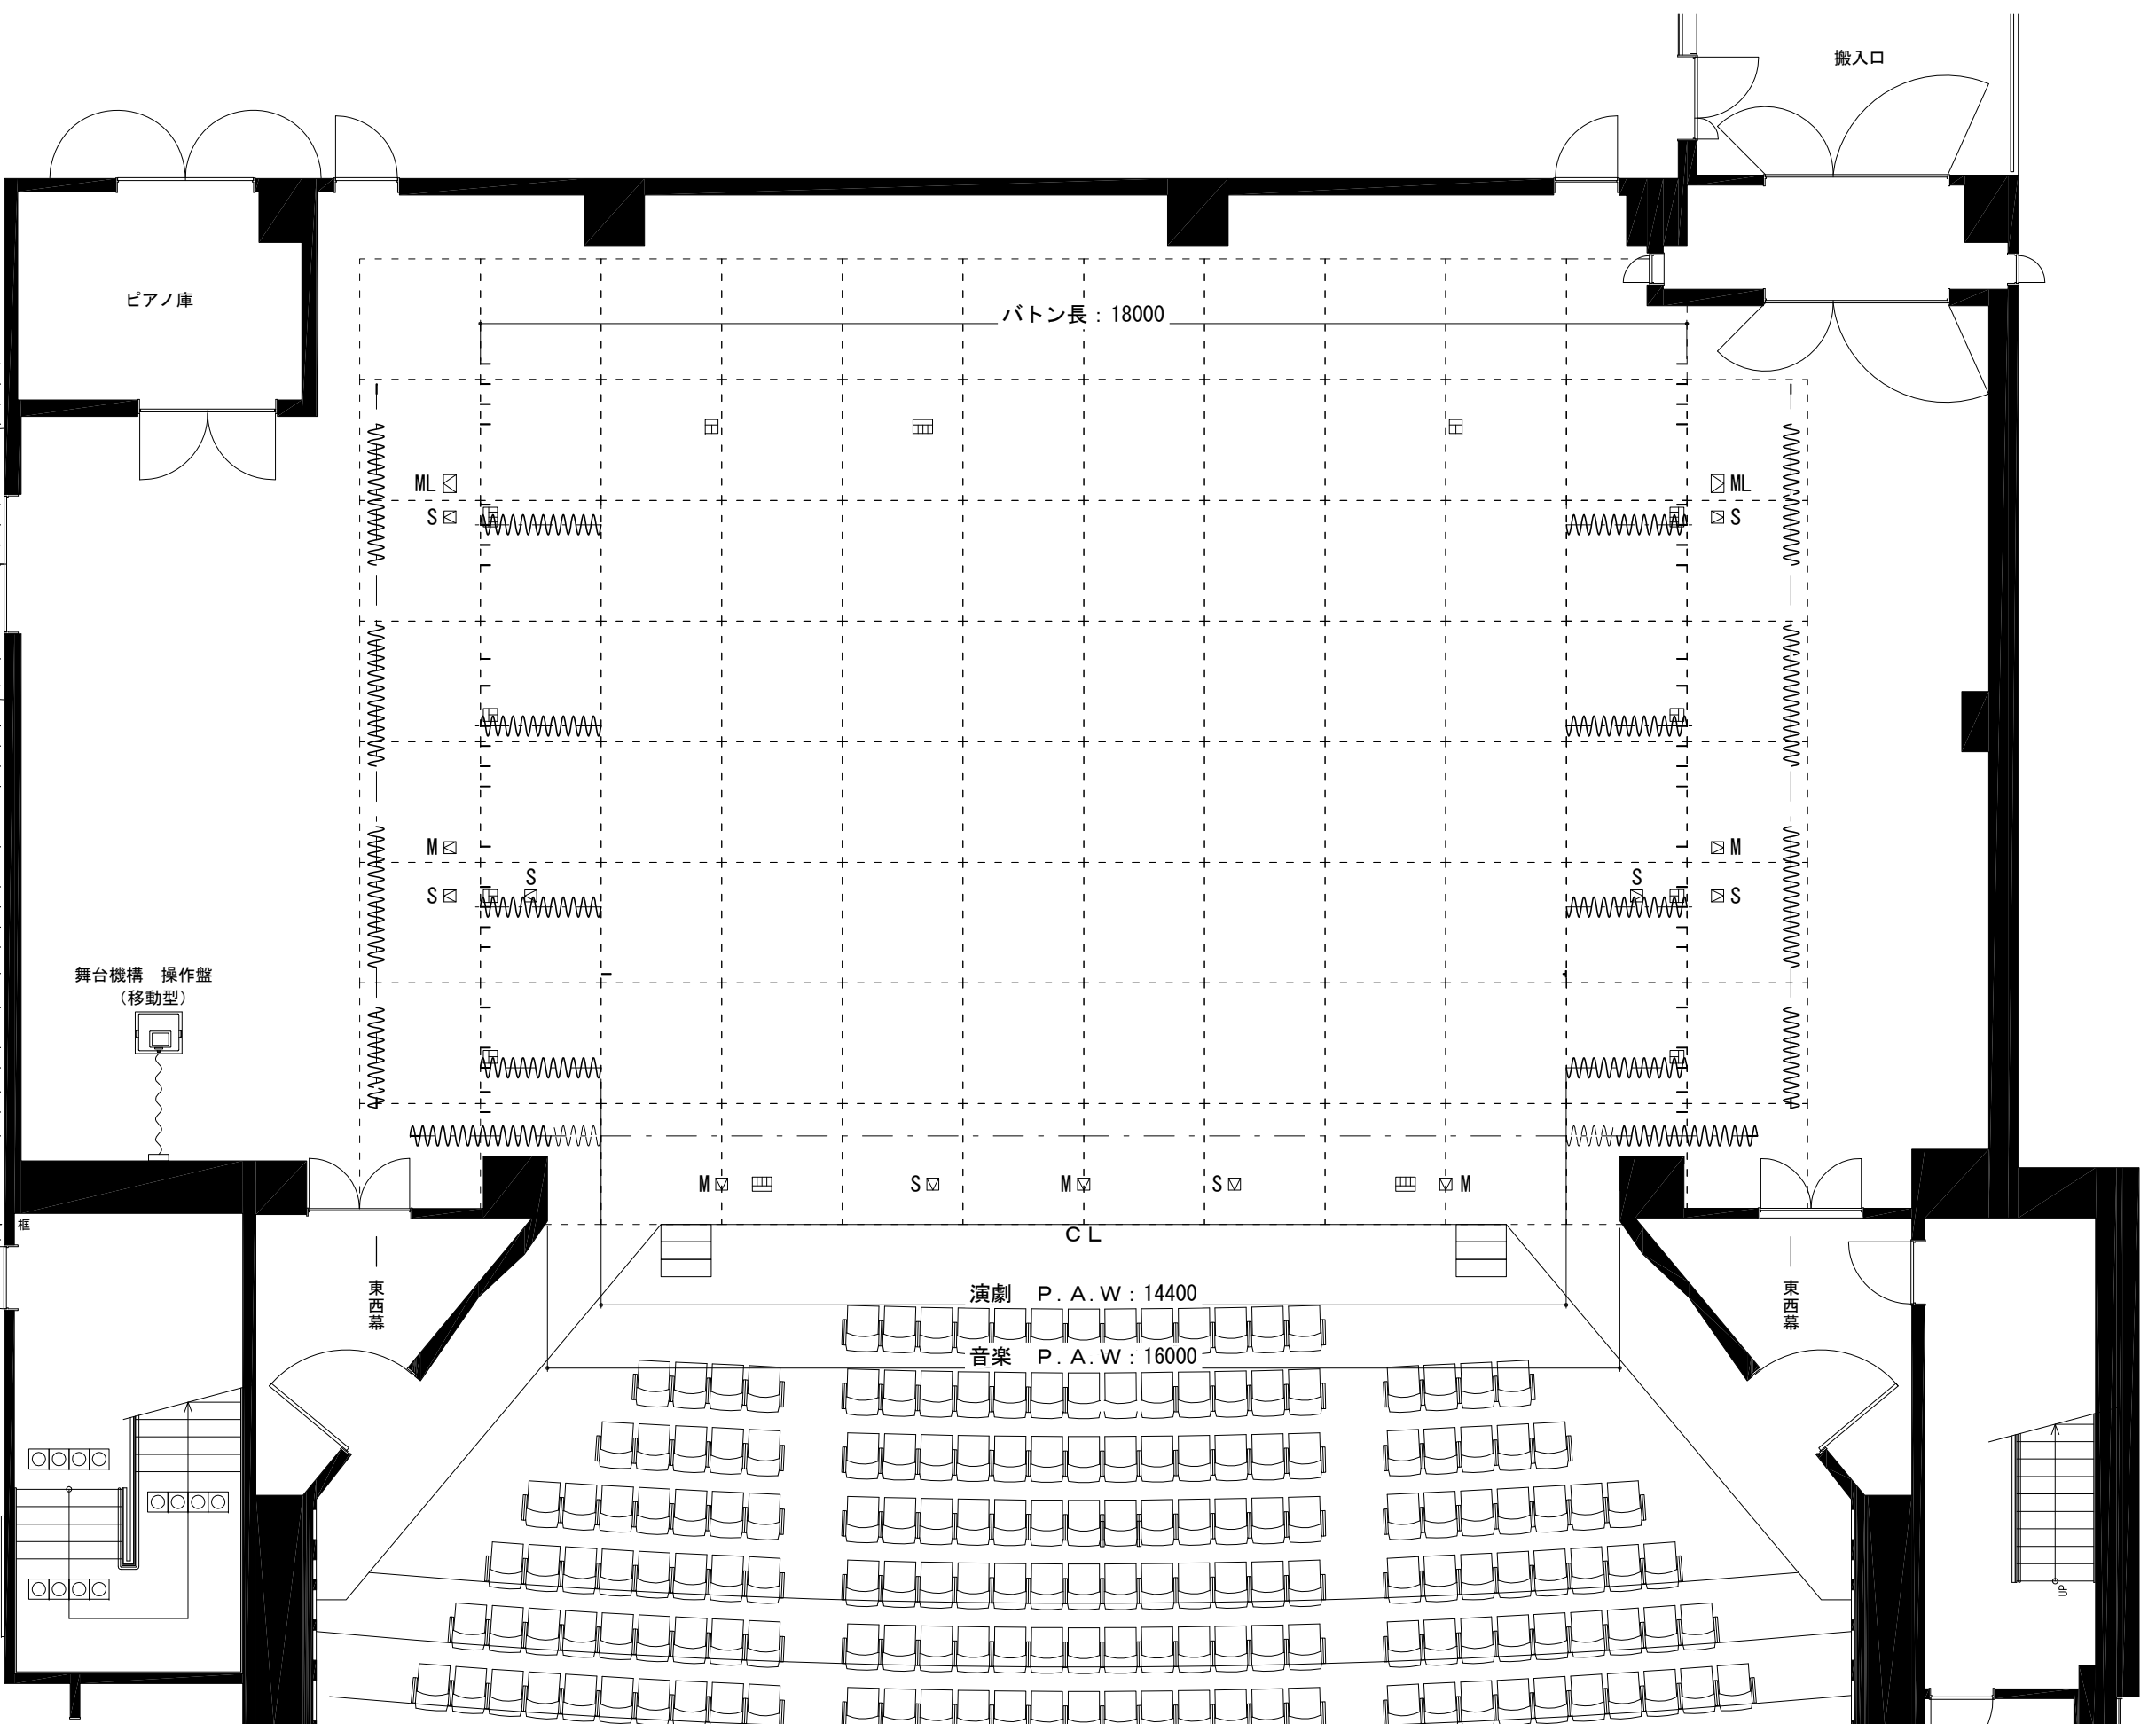 搬入口
ピアノ庫
バトン長：18000
ML
ML
S
S
M
M
S
S
S
S
舞台機構　操作盤
（移動型）
M
S
M
S
M
框
CL
東西幕
東西幕
演劇　P.A.W：14400
音楽　P.A.W：16000
UP